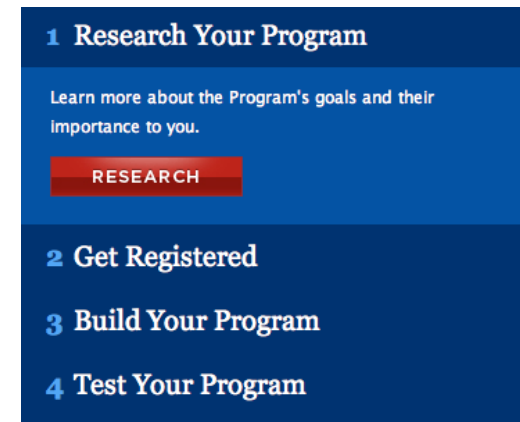 1 Research Your Program
Learn more about the Program's goals and their
importance to you.
RESEARCH
2 Get Registered
3 Build Your Program
4 Test Your Program